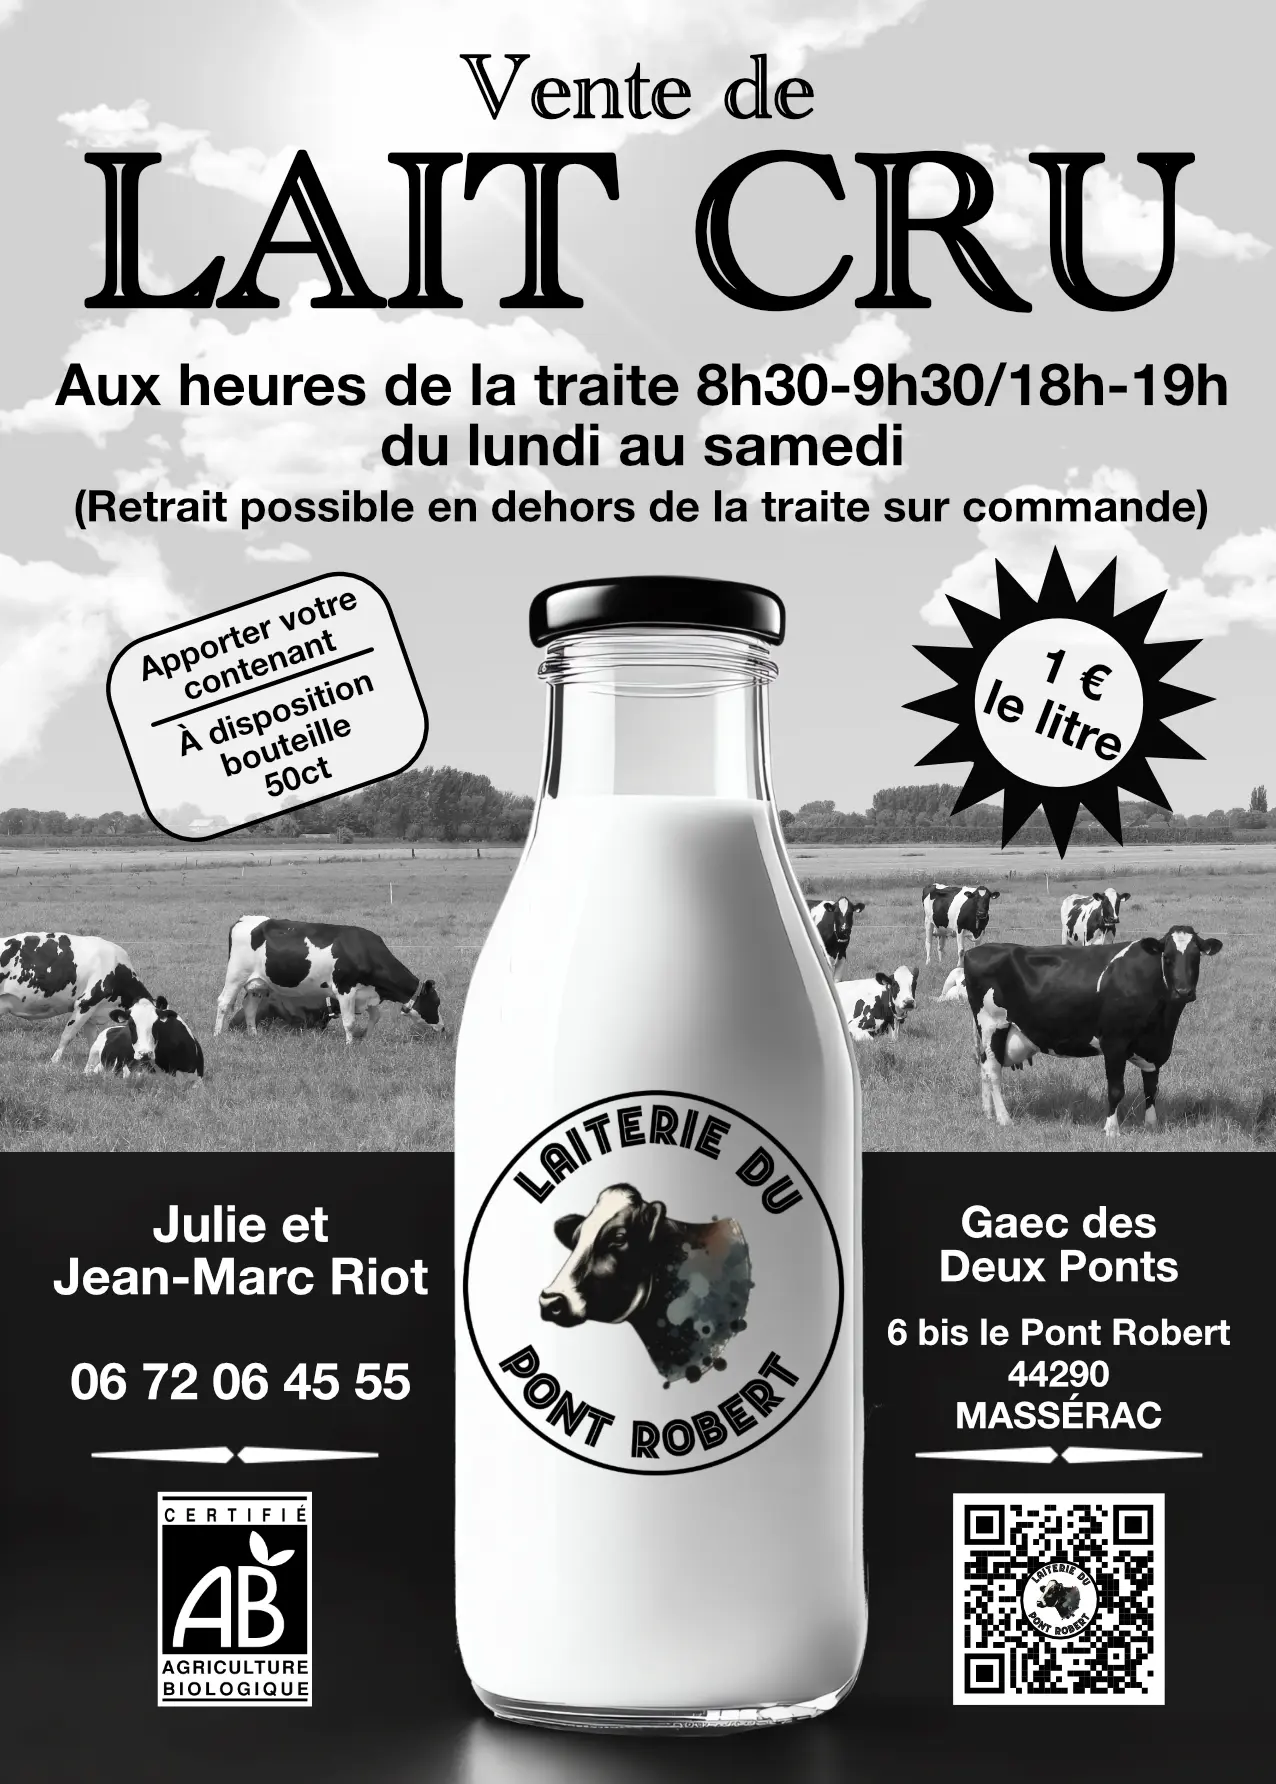 Vente de
LAIT CRU
Aux heures de la traite 8h30-9h30/18h-19h
du lundi au samedi
(Retrait possible en dehors de la traite sur commande)
Apporter votre
contenant
À disposition
bouteille
50ct
1 €
le litre
LAITERIE DU
PONT ROBERT
Julie et
Jean-Marc Riot
06 72 06 45 55
Gaec des
Deux Ponts
6 bis le Pont Robert
44290
MASSÉRAC
CERTIFIÉ
AB
AGRICULTURE
BIOLOGIQUE
LAITERIE DU
PONT ROBERT